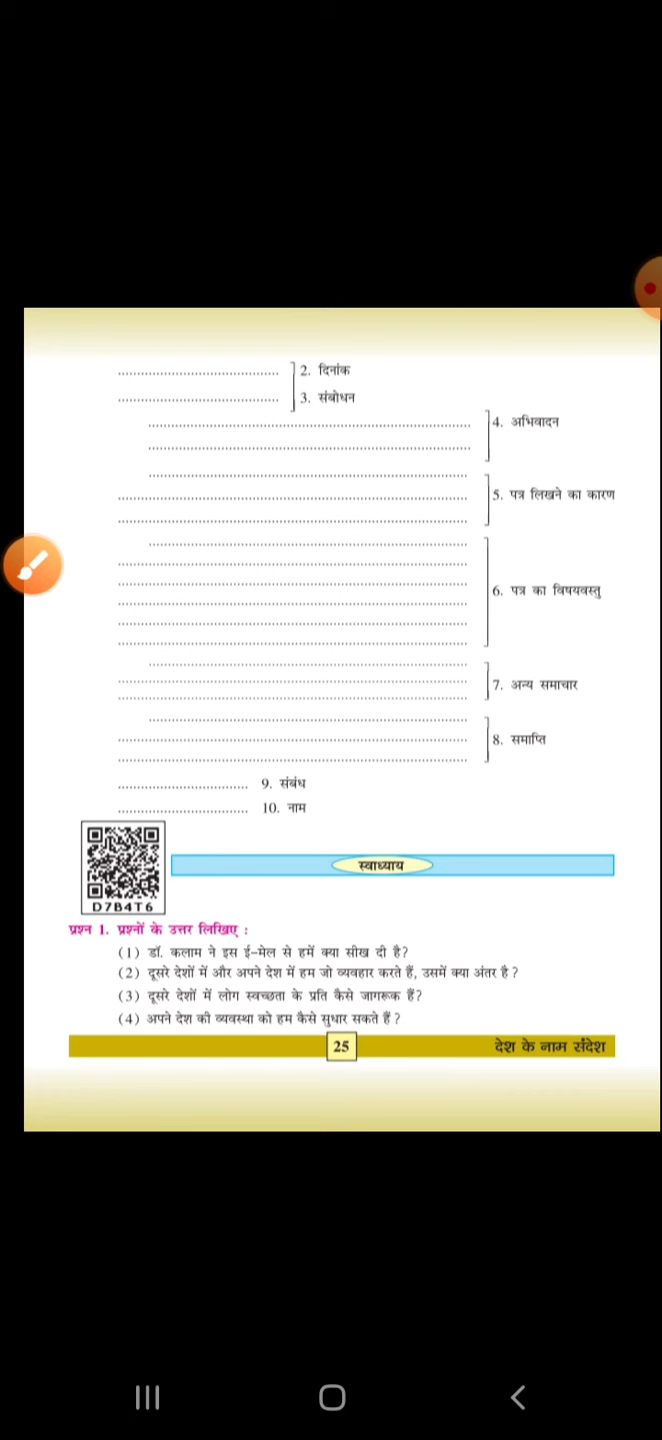 2. दिनांक
3. संबोधन
4. अभिवादन
5. पत्र लिखने का कारण
6. पत्र का विषयवस्तु
7. अन्य समाचार
8. समाप्ति
9. संबंध
10. नाम
D7B4T6
स्वाध्याय
प्रश्न 1. प्रश्नों के उत्तर लिखिए :
(1) डॉ. कलाम ने इस ई-मेल से हमें क्या सीख दी है?
(2) दूसरे देशों में और अपने देश में हम जो व्यवहार करते हैं, उसमें क्या अंतर है ?
(3) दूसरे देशों में लोग स्वच्छता के प्रति कैसे जागरूक हैं?
(4) अपने देश की व्यवस्था को हम कैसे सुधार सकते हैं ?
25
देश के नाम संदेश